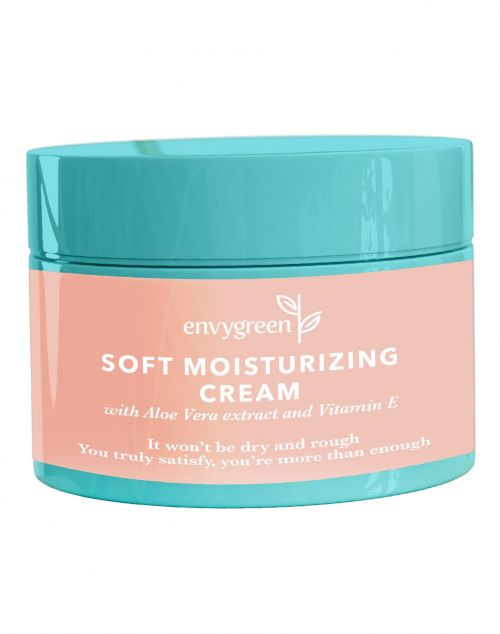 envygreen
SOFT MOISTURIZING
CREAM
with Aloe Vera extract and Vitamin E
It won't be dry and rough
You truly satisfy, you're more than enough